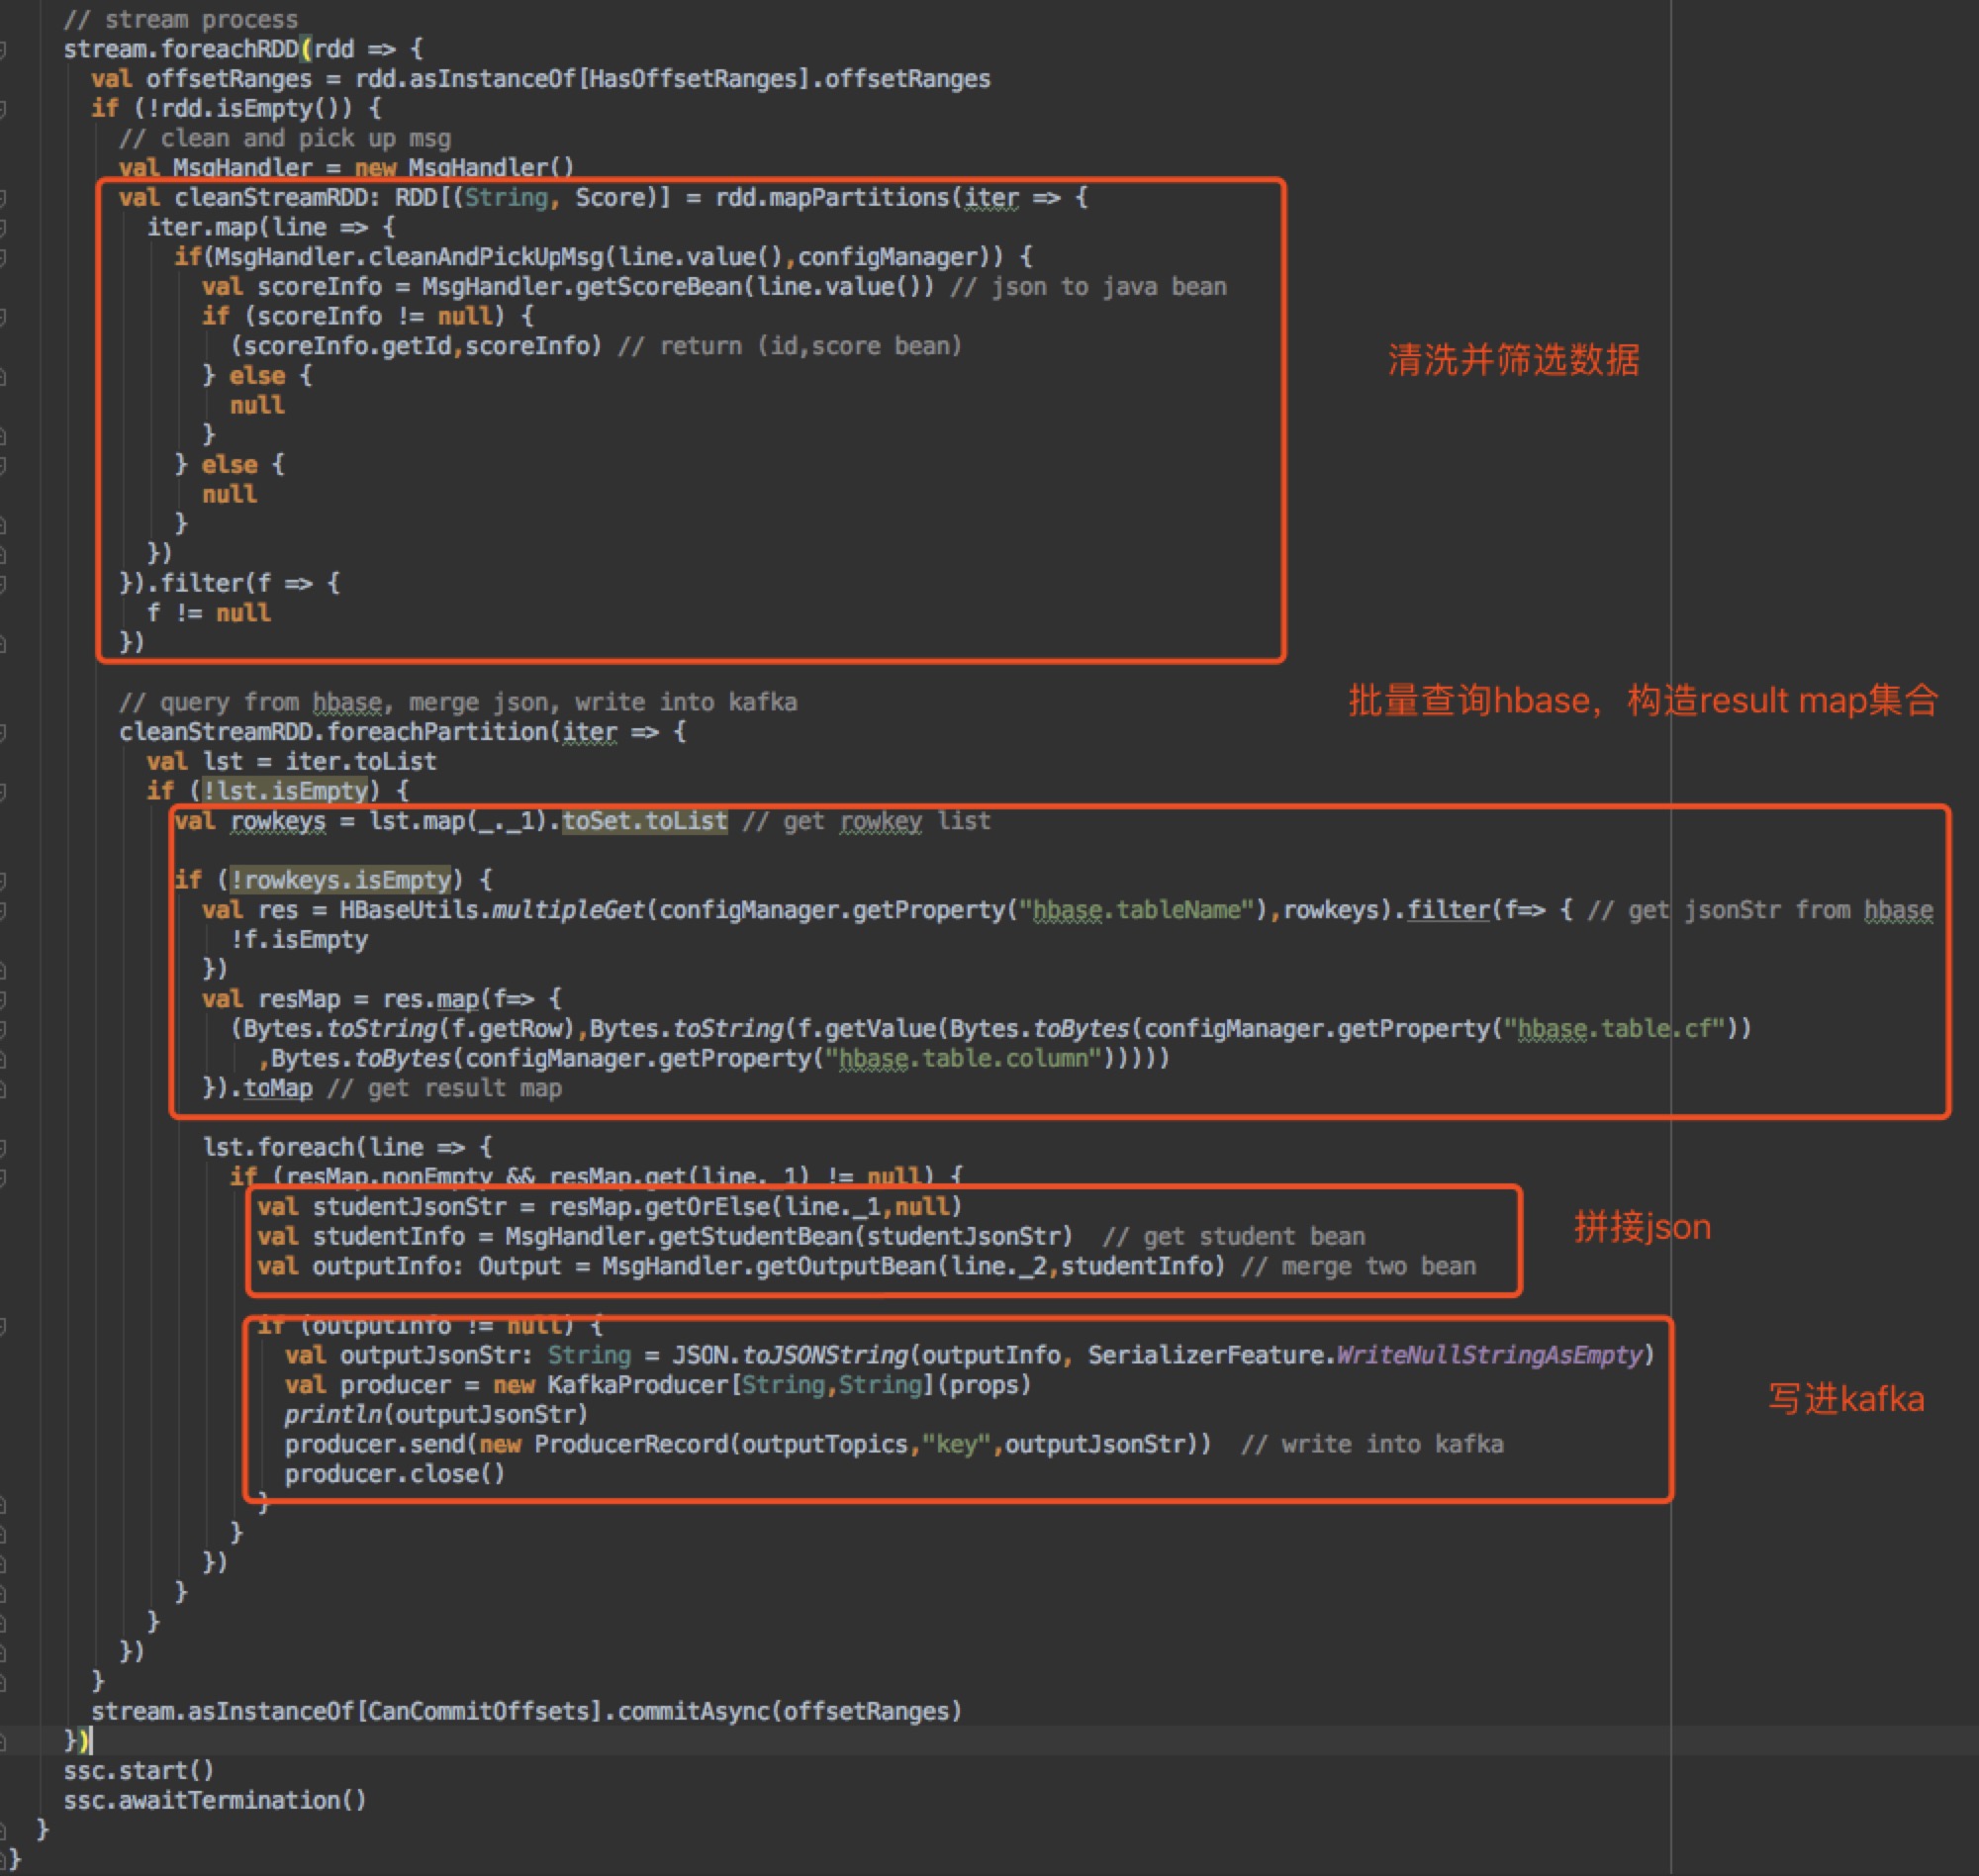 // stream process
stream.foreachRDD(rdd => {
val offsetRanges = rdd.asInstanceOf[HasOffsetRanges].offsetRanges
if (!rdd.isEmpty()) {
// clean and pick up msg
val MsgHandler = new MsgHandler()
val cleanStreamRDD: RDD[(String, Score)] = rdd.mapPartitions(iter => {
iter.map(line => {
if(MsgHandler.cleanAndPickUpMsg(line.value(),configManager)) {
val scoreInfo = MsgHandler.getScoreBean(line.value()) // json to java bean
if (scoreInfo != null) {
(scoreInfo.getId,scoreInfo) // return (id,score bean)
清洗并筛选数据
} else {
null
}
} else {
null
}
})
}).filter(f => {
f != null
})
// query from hbase, merge json, write into kafka
批量查询hbase，构造result map集合
cleanStreamRDD.foreachPartition(iter => {
val lst = iter.toList
if (!lst.isEmpty) {
val rowkeys = lst.map(_._1).toSet.toList // get rowkey list
if (!rowkeys.isEmpty) {
val res = HBaseUtils.multipleGet(configManager.getProperty("hbase.tableName"),rowkeys).filter(f=> { // get jsonStr from hbase
!f.isEmpty
})
val resMap = res.map(f=> {
(Bytes.toString(f.getRow),Bytes.toString(f.getValue(Bytes.toBytes(configManager.getProperty("hbase.table.cf"))
,Bytes.toBytes(configManager.getProperty("hbase.table.column")))))
}).toMap // get result map
lst.foreach(line => {
if (resMap.nonEmpty && resMap.get(line._1) != null) {
val studentJsonStr = resMap.getOrElse(line._1,null)
val studentInfo = MsgHandler.getStudentBean(studentJsonStr) // get student bean
拼接json
val outputInfo: Output = MsgHandler.getOutputBean(line._2,studentInfo) // merge two bean
if (outputInfo != null) {
val outputJsonStr: String = JSON.toJSONString(outputInfo, SerializerFeature.WriteNullStringAsEmpty)
val producer = new KafkaProducer[String,String](props)
写进kafka
println(outputJsonStr)
producer.send(new ProducerRecord(outputTopics,"key",outputJsonStr)) // write into kafka
producer.close()
}
}
})
}
}
})
}
stream.asInstanceOf[CanCommitOffsets].commitAsync(offsetRanges)
})
ssc.start()
ssc.awaitTermination()
}
}